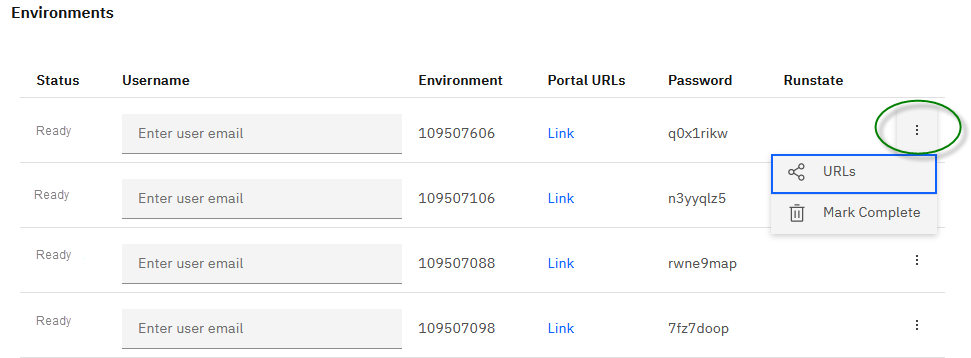 Environments
Status Username Environment Portal URLs Password Runstate
Ready Enter user email 109507606 Link q0x1rikw
URLs
Ready Enter user email 109507106 Link n3yyqlz5
Mark Complete
Ready Enter user email 109507088 Link rwne9map
Ready Enter user email 109507098 Link 7fz7doop